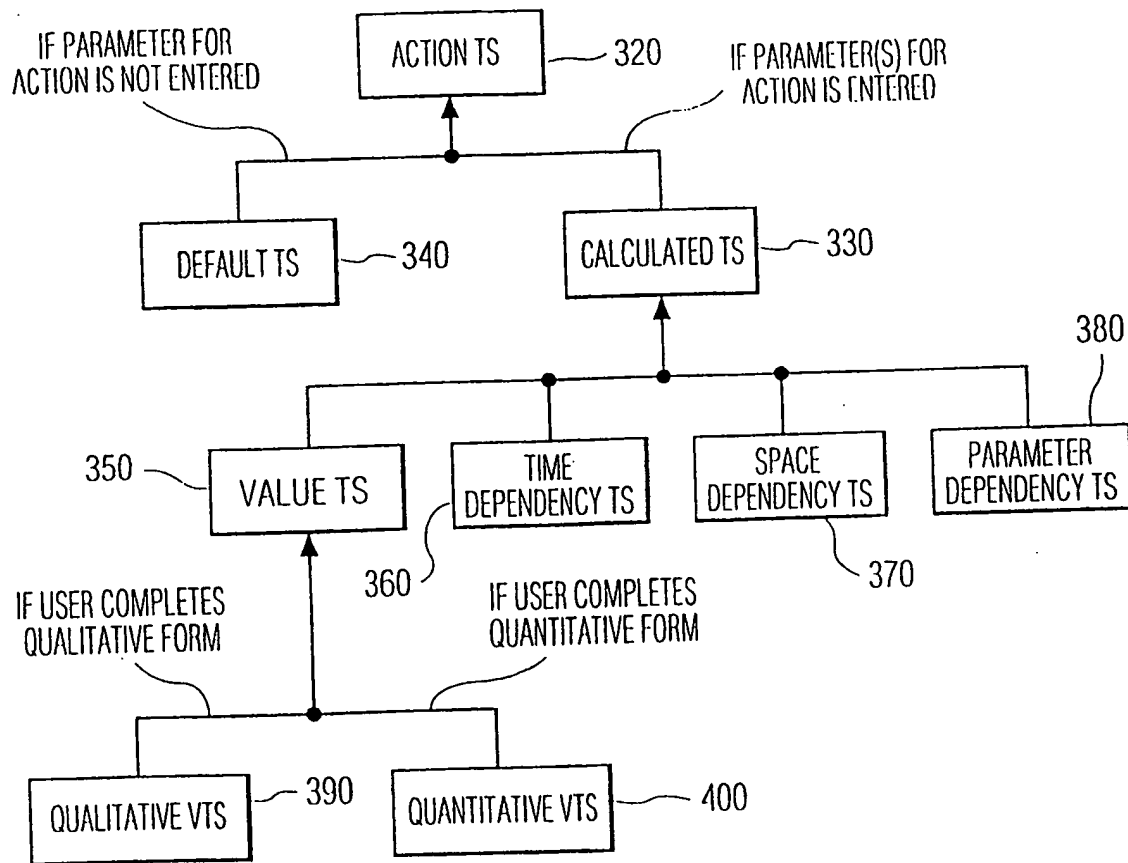 IF PARAMETER FOR
ACTION IS NOT ENTERED
ACTION TS
320
IF PARAMETER(S) FOR
ACTION IS ENTERED
DEFAULT TS
340
CALCULATED TS
330
380
350
VALUE TS
TIME
DEPENDENCY TS
SPACE
DEPENDENCY TS
PARAMETER
DEPENDENCY TS
360
370
IF USER COMPLETES
QUALITATIVE FORM
IF USER COMPLETES
QUANTITATIVE FORM
QUALITATIVE VTS
390
QUANTITATIVE VTS
400